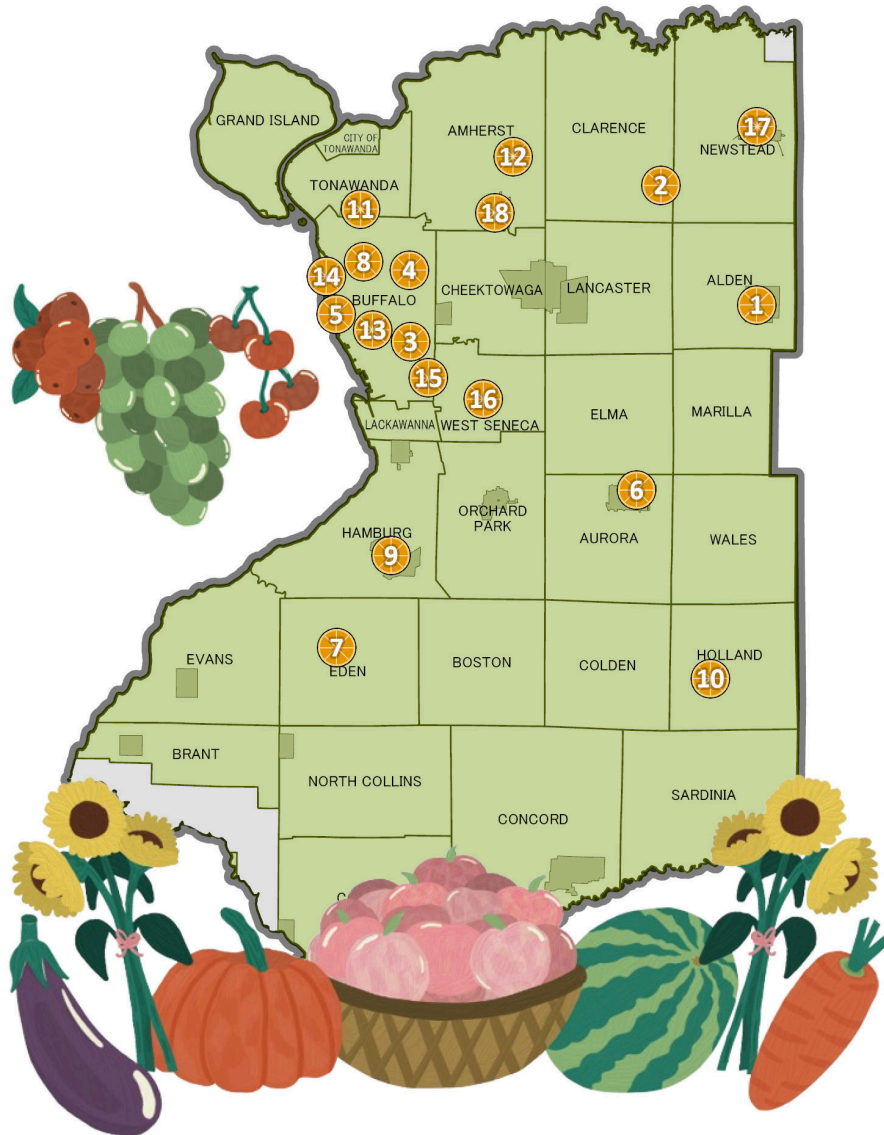 GRAND ISLAND
CITY OF
TONAWANDA
AMHERST
CLARENCE
17
NEWSTEAD
12
TONAWANDA
2
11
18
8
4
14
CHEEKTOWAGA
LANCASTER
ALDEN
BUFFALO
1
5
13
3
15
16
ELMA
MARILLA
LACKAWANNA
WEST SENECA
6
ORCHARD
PARK
HAMBURG
AURORA
WALES
9
7
EVANS
EDEN
BOSTON
COLDEN
HOLLAND
10
BRANT
NORTH COLLINS
SARDINIA
CONCORD